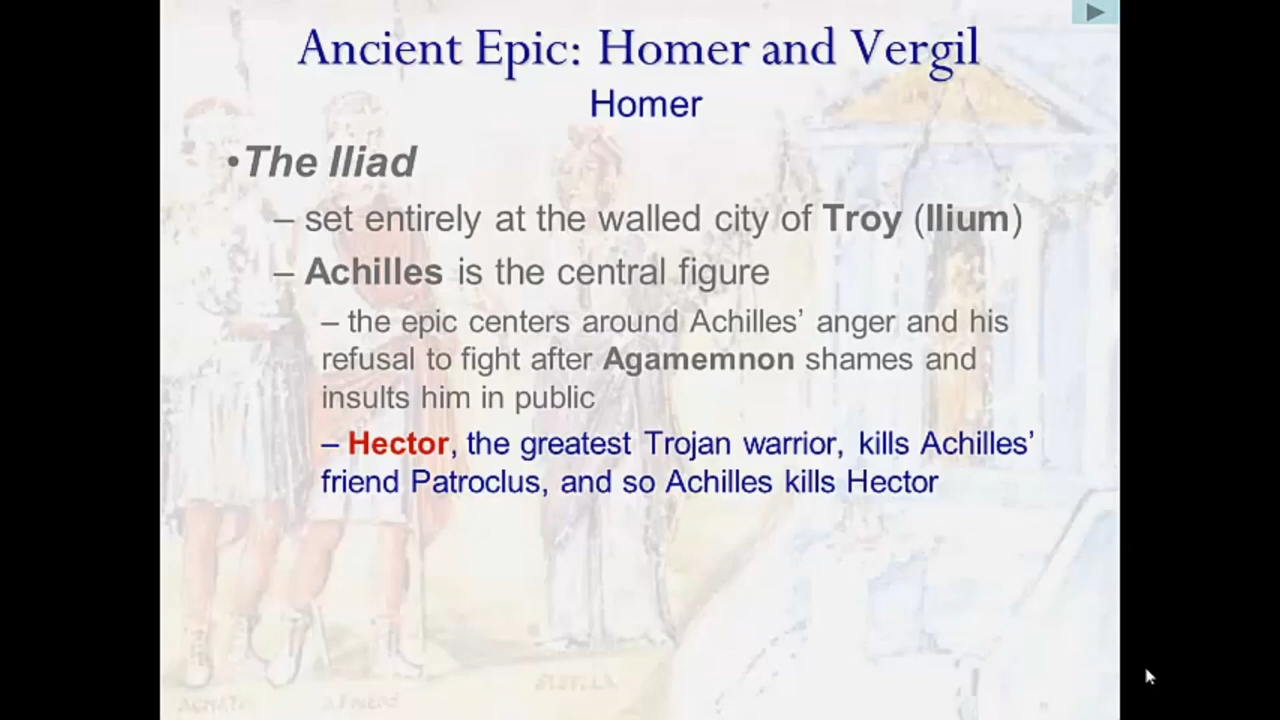 Ancient Epic: Homer and Vergil
Homer
•The Iliad
– set entirely at the walled city of Troy (Ilium)
– Achilles is the central figure
– the epic centers around Achilles’ anger and his
refusal to fight after Agamemnon shames and
insults him in public
– Hector, the greatest Trojan warrior, kills Achilles’
friend Patroclus, and so Achilles kills Hector